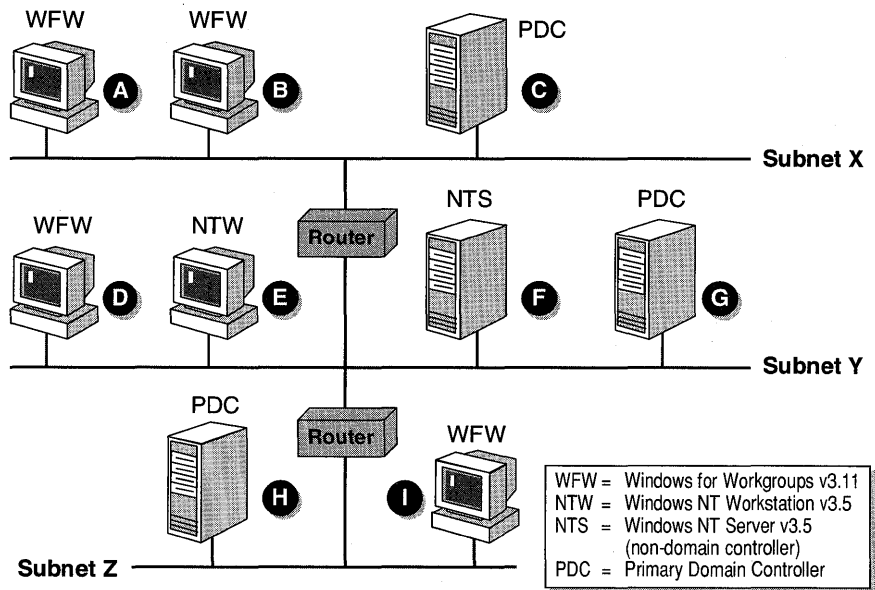 WFW WFW PDC
A B C
Subnet X
WFW NTW Router NTS PDC
D E F G
Subnet Y
PDC Router WFW
H I
WFW = Windows for Workgroups v3.11
NTW = Windows NT Workstation v3.5
NTS = Windows NT Server v3.5
(non-domain controller)
PDC = Primary Domain Controller
Subnet Z